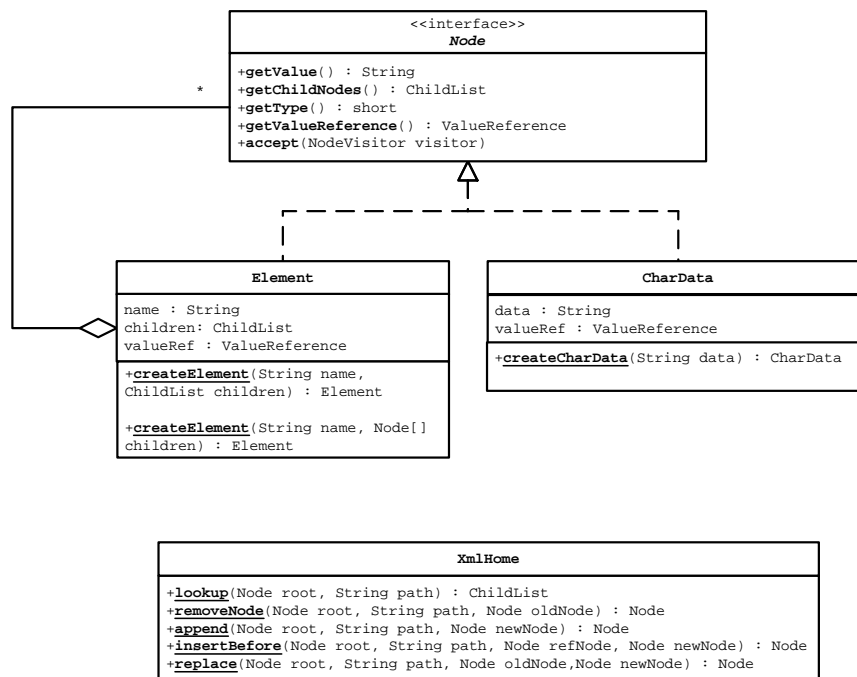 <<interface>>
Node
+getValue() : String
+getChildNodes() : ChildList
+getType() : short
+getValueReference() : ValueReference
+accept(NodeVisitor visitor)
*
Element
name : String
children: ChildList
valueRef : ValueReference
+createElement(String name,
ChildList children) : Element
+createElement(String name, Node[]
children) : Element
CharData
data : String
valueRef : ValueReference
+createCharData(String data) : CharData
XmlHome
+lookup(Node root, String path) : ChildList
+removeNode(Node root, String path, Node oldNode) : Node
+append(Node root, String path, Node newNode) : Node
+insertBefore(Node root, String path, Node refNode, Node newNode) : Node
+replace(Node root, String path, Node oldNode,Node newNode) : Node